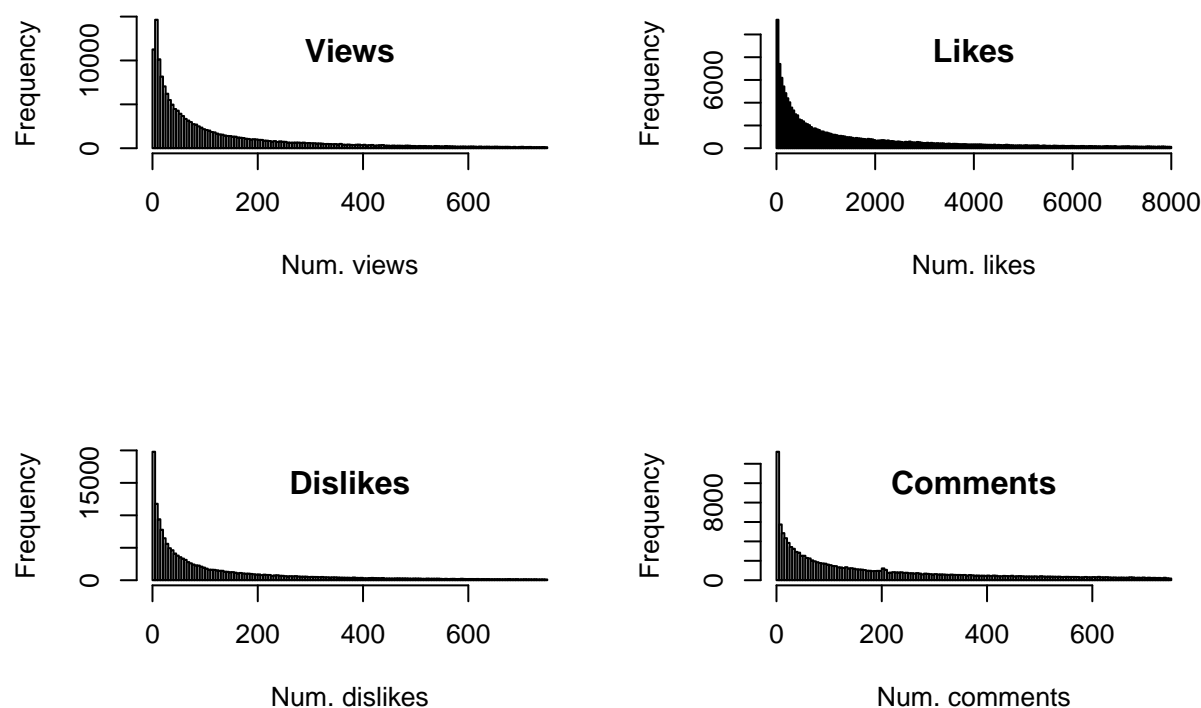 Views
Frequency
10000
0
0 200 400 600
Num. views
Likes
Frequency
6000
0
0 2000 4000 6000 8000
Num. likes
Dislikes
Frequency
15000
0
0 200 400 600
Num. dislikes
Comments
Frequency
8000
0
0 200 400 600
Num. comments